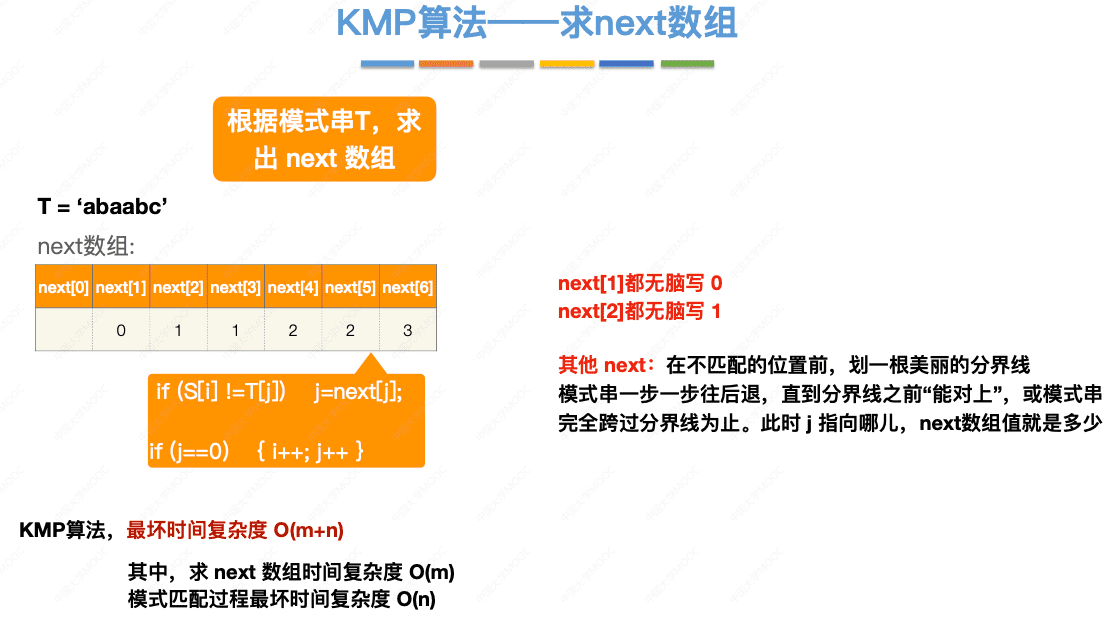 KMP算法——求next数组
根据模式串T，求
出 next 数组
T = ‘abaabc’
next数组:
next[0] next[1] next[2] next[3] next[4] next[5] next[6]
0 1 1 2 2 3
if (S[i] !=T[j]) j=next[j];
if (j==0) { i++; j++ }
next[1]都无脑写 0
next[2]都无脑写 1
其他 next：在不匹配的位置前，划一根美丽的分界线
模式串一步一步往后退，直到分界线之前“能对上”，或模式串
完全跨过分界线为止。此时 j 指向哪儿，next数组值就是多少
KMP算法，最坏时间复杂度 O(m+n)
其中，求 next 数组时间复杂度 O(m)
模式匹配过程最坏时间复杂度 O(n)